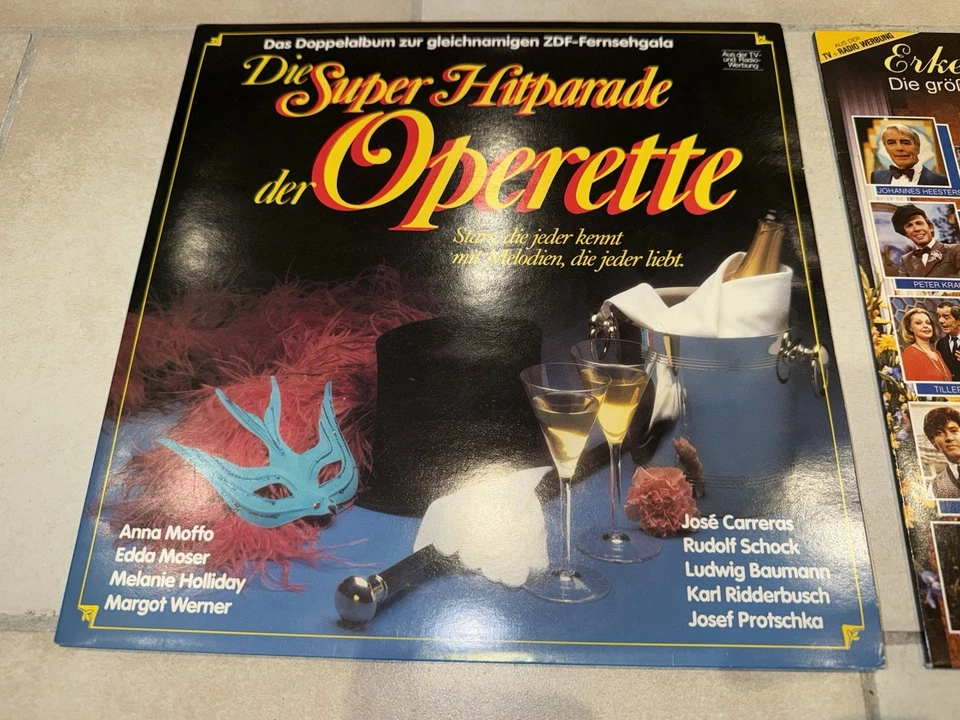 Das Doppelalbum zur gleichnamigen ZDF-Fernsehgala
Aus der TV-
und Radio-
Werbung
Die Super Hitparade
der Operette
Stars, die jeder kennt
mit Melodien, die jeder liebt.
Anna Moffo
Edda Moser
Melanie Holliday
Margot Werner
José Carreras
Rudolf Schock
Ludwig Baumann
Karl Ridderbusch
Josef Protschka
AUS DER
TV + RADIO WERBUNG
Erke
Die grö
JOHANNES HEESTERS
PETER KRA
TILLER